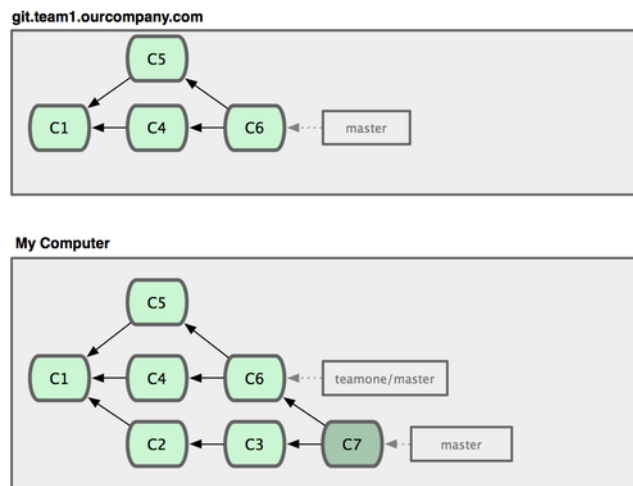 git.team1.ourcompany.com
C5
C1 C4 C6 master
My Computer
C5
C1 C4 C6 teamone/master
C2 C3 C7 master